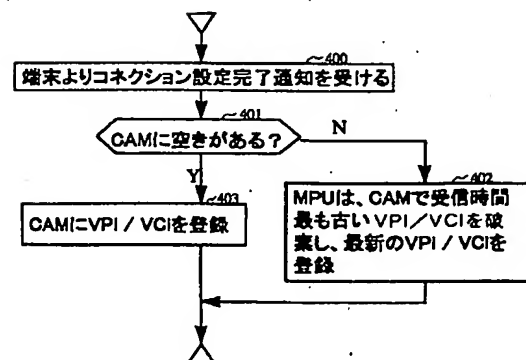 400
端末よりコネクション設定完了通知を受ける
401
CAMに空きがある？
N
Y
403
402
CAMにVPI / VCIを登録
MPUは、CAMで受信時間
最も古いVPI／VCIを破
棄し、最新のVPI / VCIを
登録